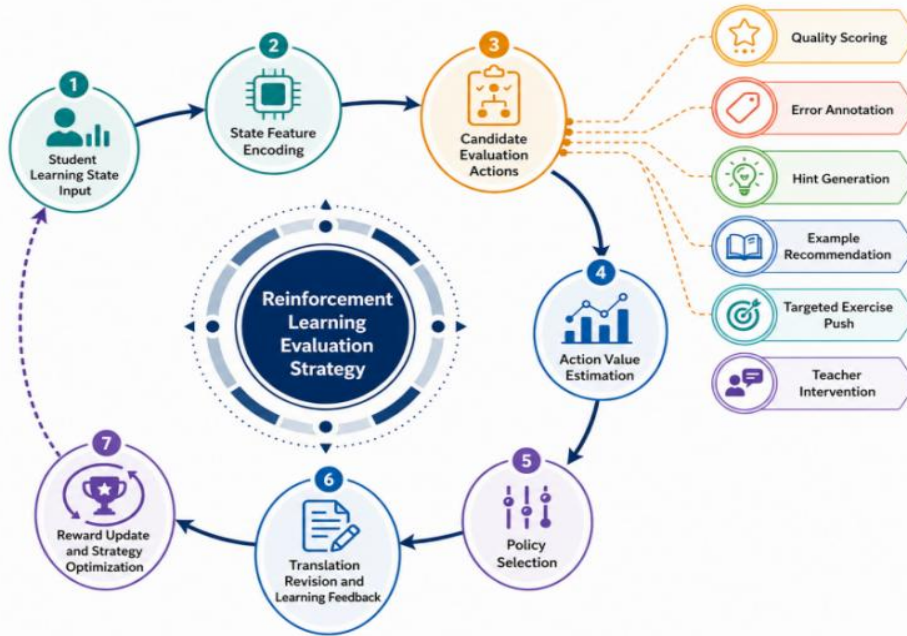 1
Student
Learning State
Input
2
State Feature
Encoding
3
Candidate
Evaluation
Actions
Quality Scoring
Error Annotation
Hint Generation
Example
Recommendation
Targeted Exercise
Push
Teacher
Intervention
Reinforcement
Learning
Evaluation
Strategy
4
Action Value
Estimation
5
Policy
Selection
6
Translation
Revision and
Learning Feedback
7
Reward Update
and Strategy
Optimization